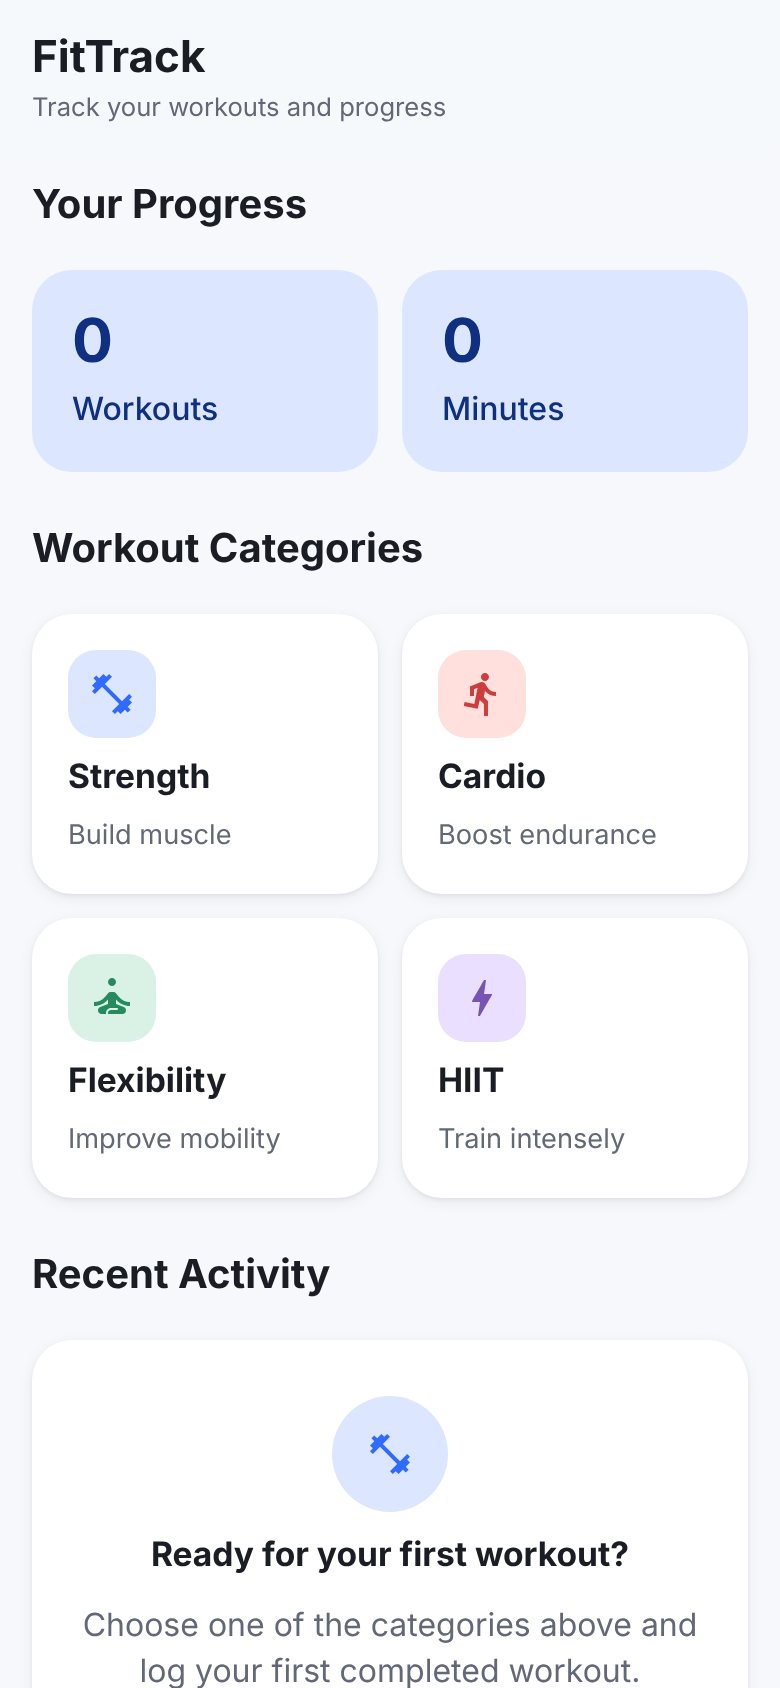 FitTrack
Track your workouts and progress
Your Progress
0
Workouts
0
Minutes
Workout Categories
Strength
Build muscle
Cardio
Boost endurance
Flexibility
Improve mobility
HIIT
Train intensely
Recent Activity
Ready for your first workout?
Choose one of the categories above and
log your first completed workout.